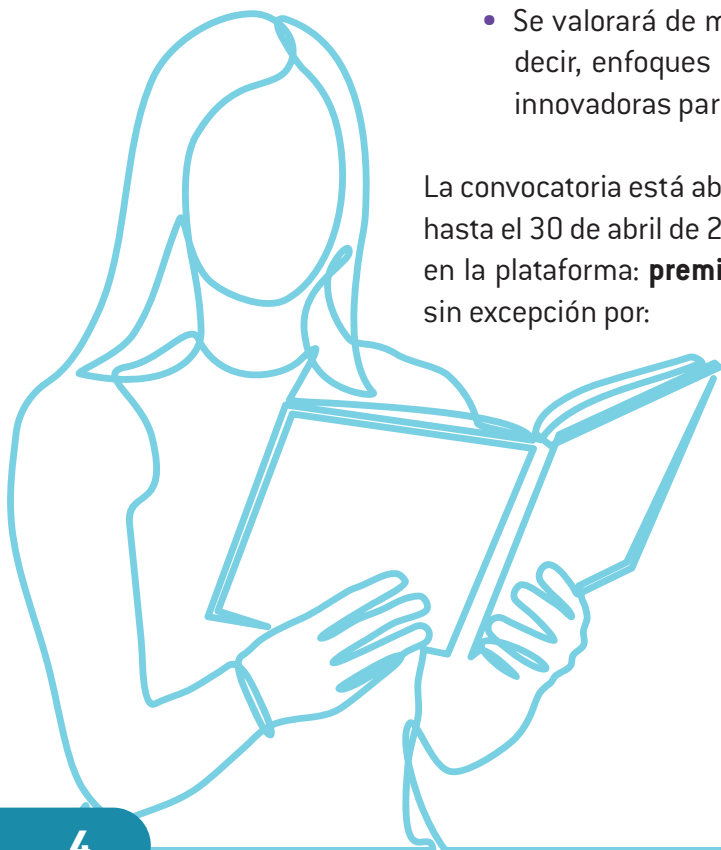 • Se valorará de m
decir, enfoques
innovadoras par
La convocatoria está ab
hasta el 30 de abril de 2
en la plataforma: premi
sin excepción por:
4